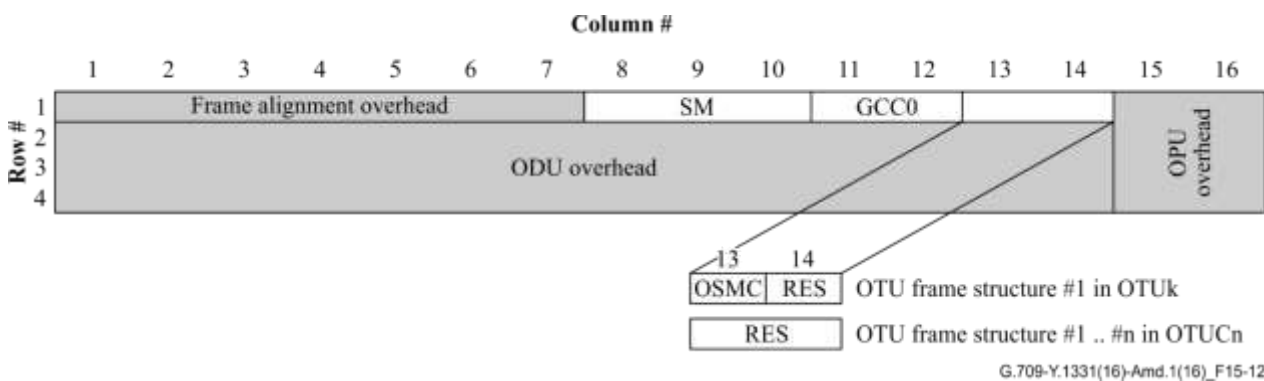 Column #
1 2 3 4 5 6 7 8 9 10 11 12 13 14 15 16
Row #
1 Frame alignment overhead SM GCC0
2
3 ODU overhead
4
OPU overhead
13 14
OSMC RES OTU frame structure #1 in OTUk
RES OTU frame structure #1 .. #n in OTUCn
G.709-Y.1331(16)-Amd.1(16)_F15-12